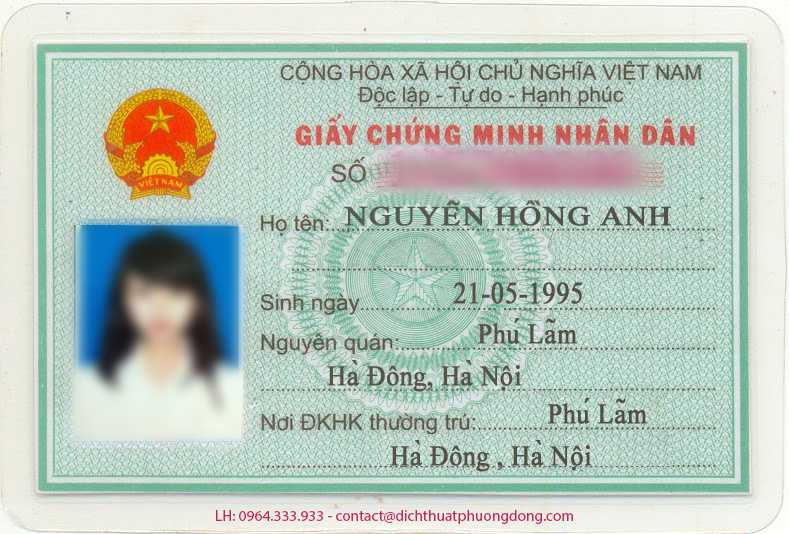 CỘNG HÒA XÃ HỘI CHỦ NGHĨA VIỆT NAM
Độc lập - Tự do - Hạnh phúc
GIẤY CHỨNG MINH NHÂN DÂN
SỐ
VIỆT NAM
Họ tên: NGUYỄN HỒNG ANH
Sinh ngày 21-05-1995
Nguyên quán: Phú Lãm
Hà Đông, Hà Nội
Nơi ĐKHK thường trú: Phú Lãm
Hà Đông , Hà Nội
LH: 0964.333.933 - contact@dichthuatphuongdong.com